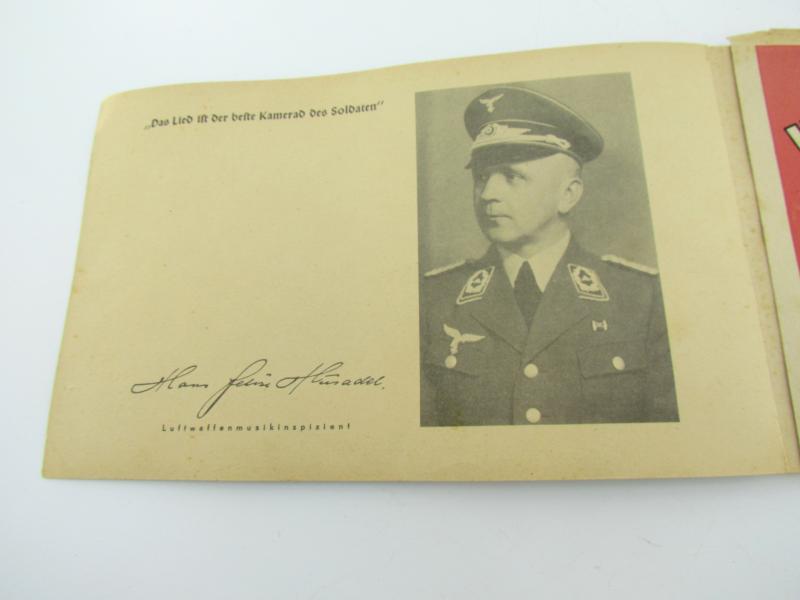 „Das Lied ist der beste Kamerad des Soldaten"
Hans Felix Husadel.
Luftwaffenmusikinspizient